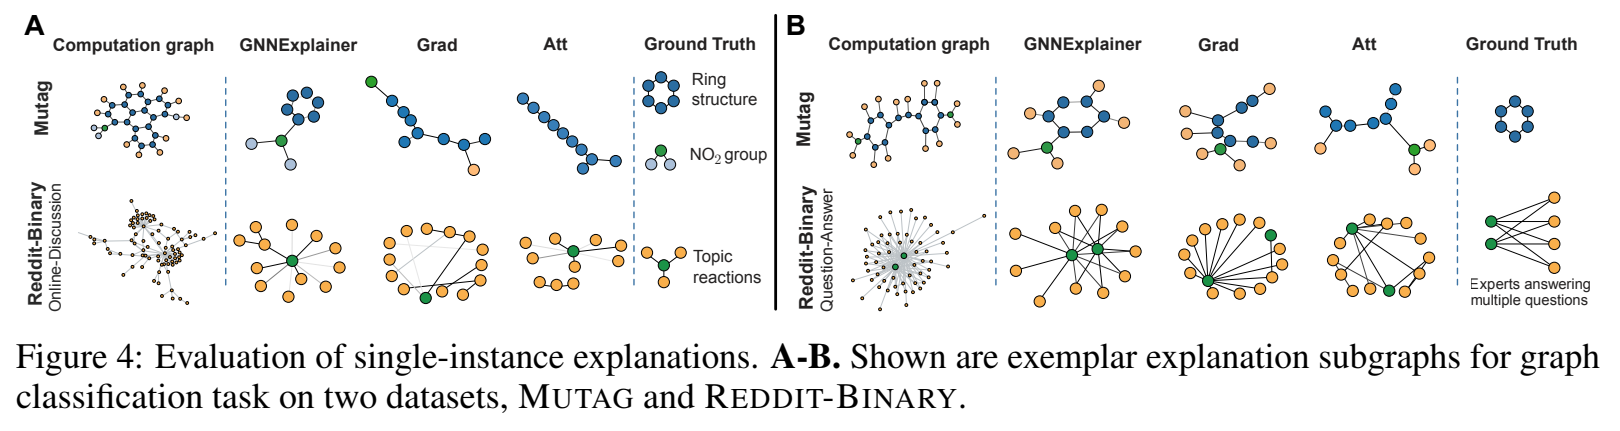 A
Computation graph GNNExplainer Grad Att Ground Truth
Mutag
Ring
structure
NO2 group
Reddit-Binary
Online-Discussion
Topic
reactions
B
Computation graph GNNExplainer Grad Att Ground Truth
Mutag
Reddit-Binary
Question-Answer
Experts answering
multiple questions
Figure 4: Evaluation of single-instance explanations. A-B. Shown are exemplar explanation subgraphs for graph
classification task on two datasets, MUTAG and REDDIT-BINARY.